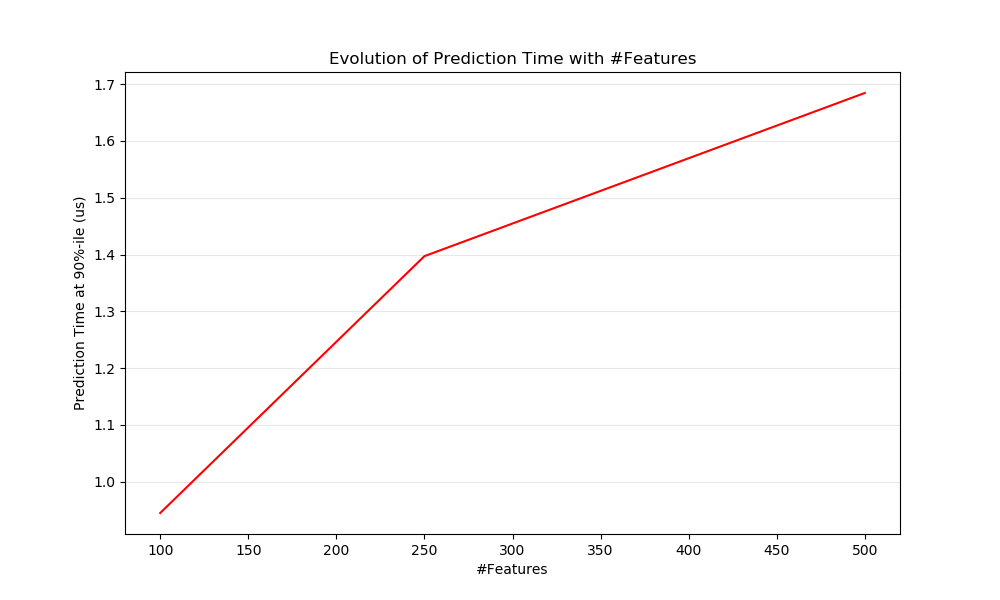 Evolution of Prediction Time with #Features
Prediction Time at 90%-ile (us)
1.7
1.6
1.5
1.4
1.3
1.2
1.1
1.0
100 150 200 250 300 350 400 450 500
#Features